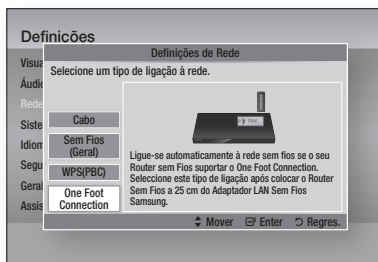 Definições
Definições de Rede
Visua
Selecione um tipo de ligação à rede.
Áudio
Rede
Siste
Idiom
Segu
Geral
Assis
Cabo
Sem Fios
(Geral)
WPS(PBC)
One Foot
Connection
Ligue-se automaticamente à rede sem fios se o seu
Router sem Fios suportar o One Foot Connection.
Seleccione este tipo de ligação após colocar o Router
Sem Fios a 25 cm do Adaptador LAN Sem Fios
Samsung.
Mover Enter Regres.